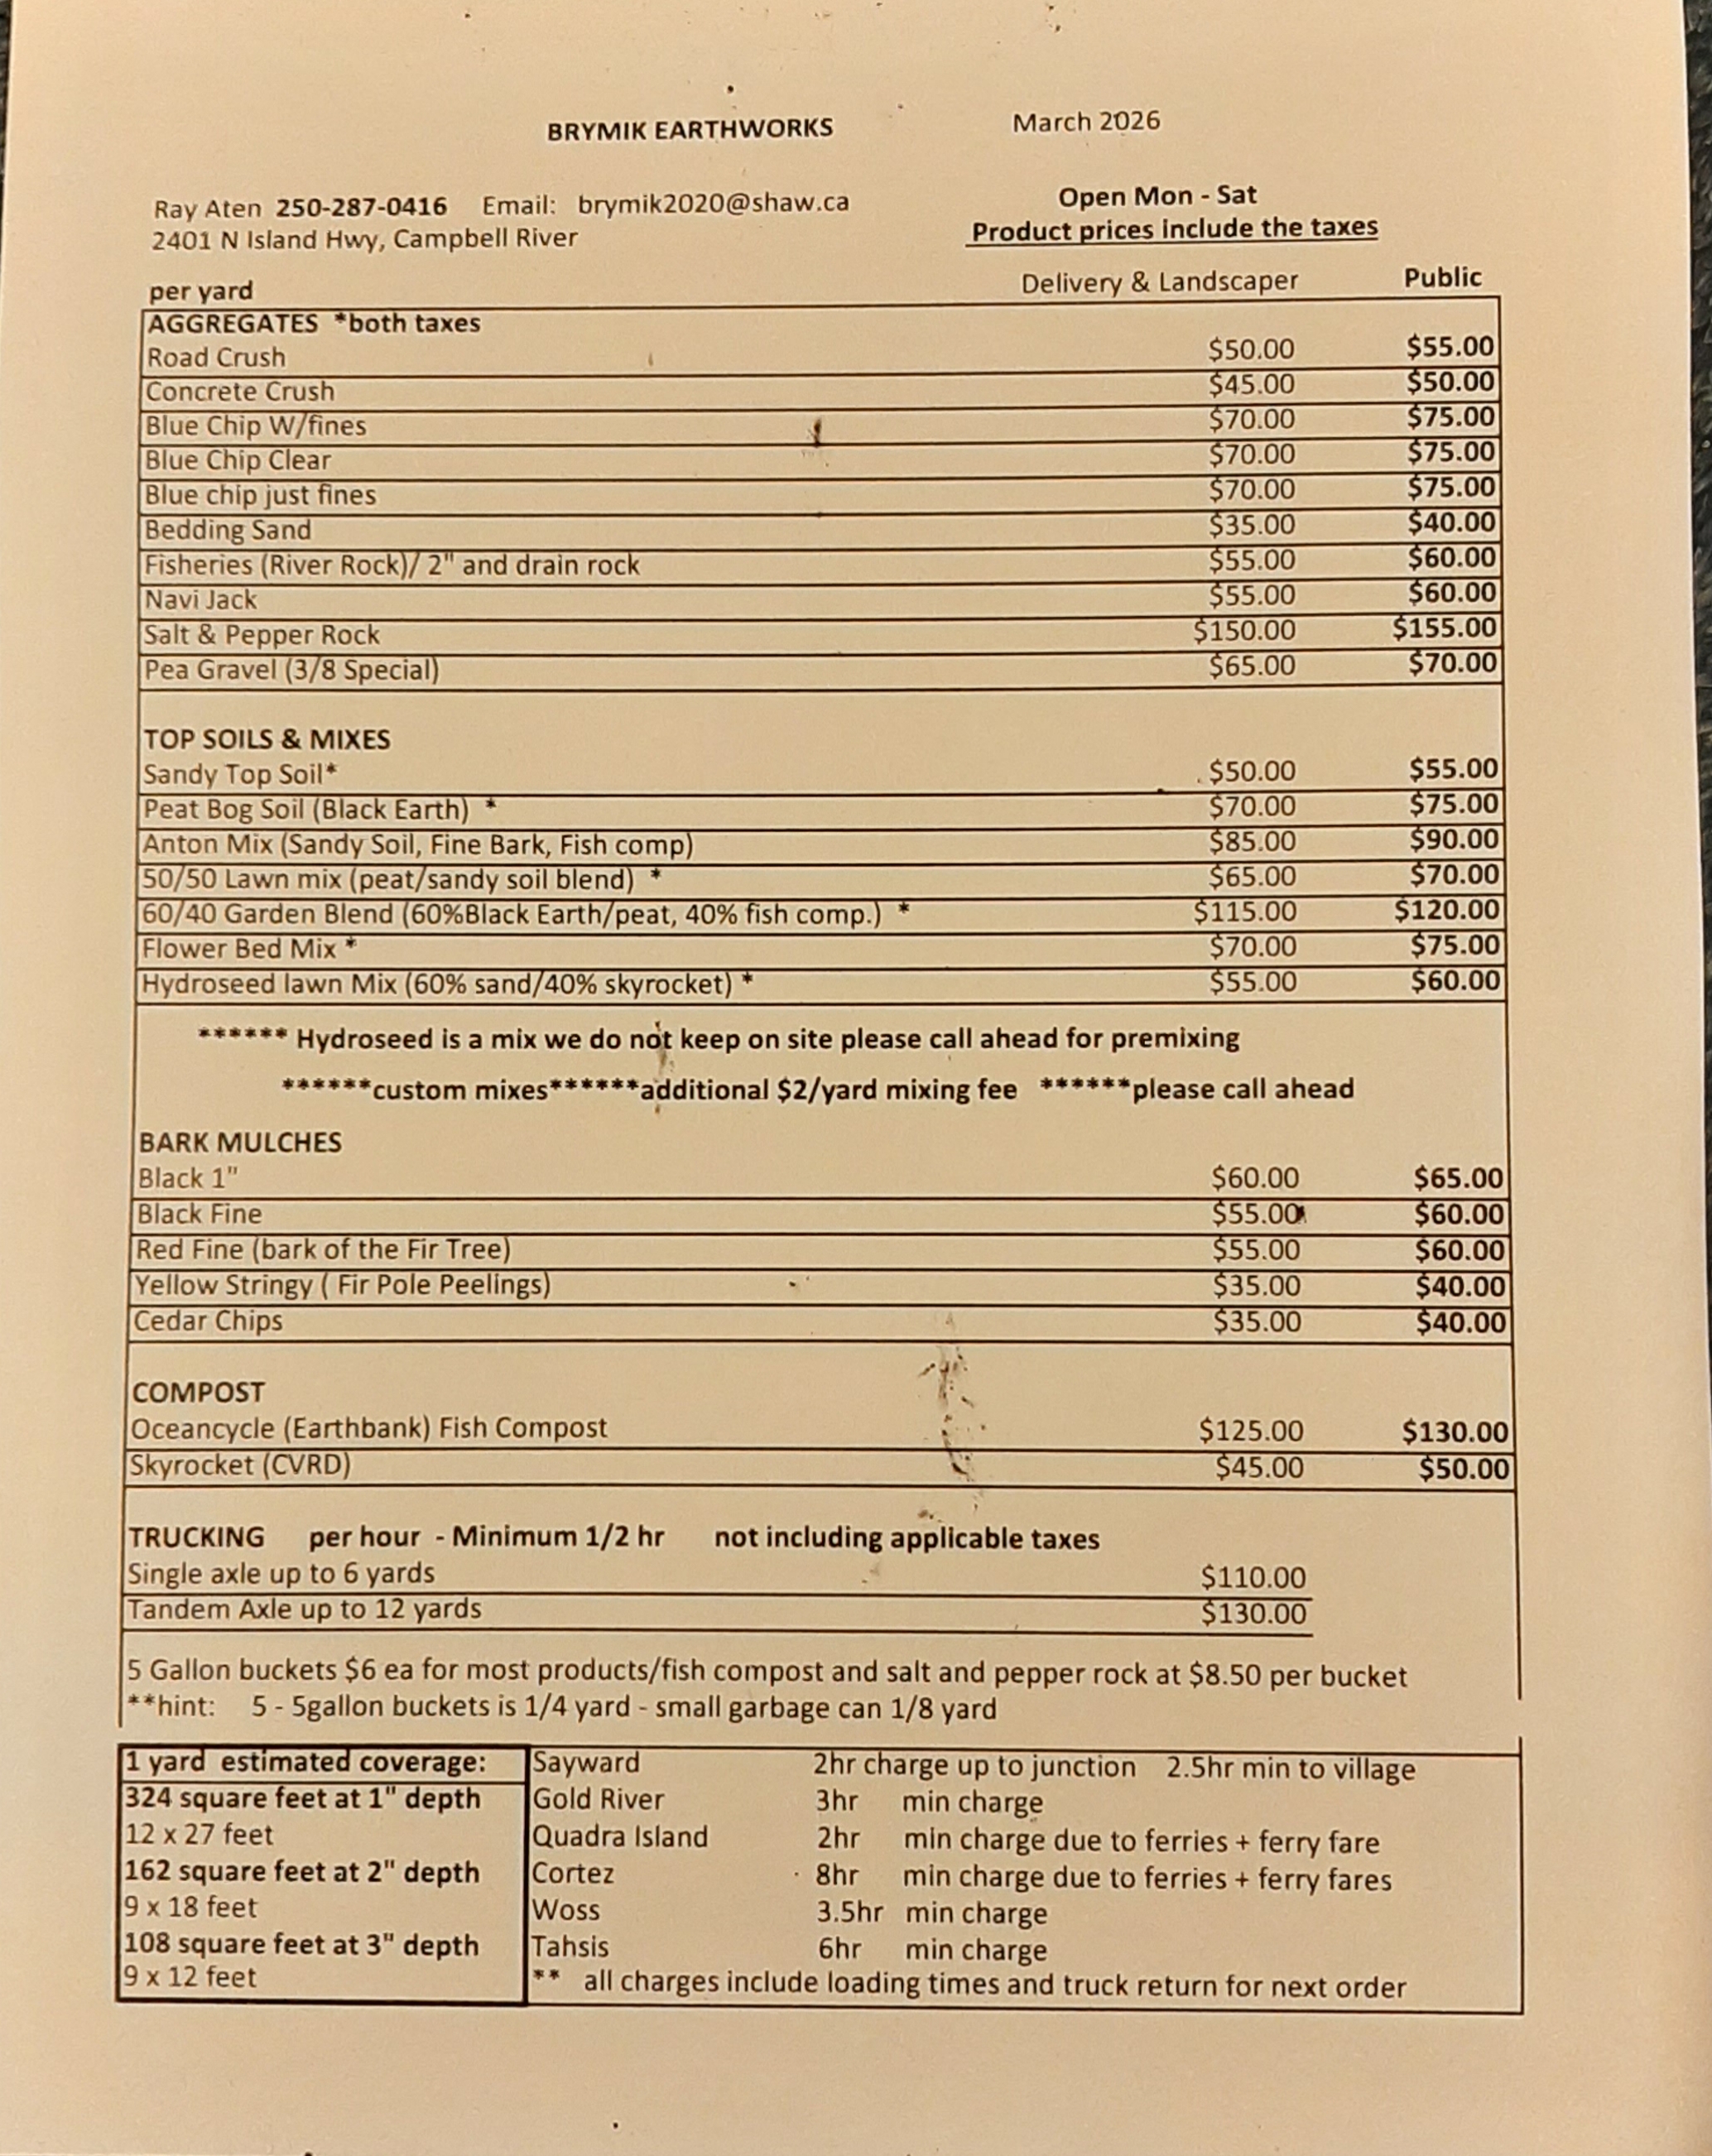 BRYMIK EARTHWORKS March 2026
Ray Aten 250-287-0416 Email: brymik2020@shaw.ca Open Mon - Sat
2401 N Island Hwy, Campbell River Product prices include the taxes
per yard Delivery & Landscaper Public
AGGREGATES *both taxes
Road Crush $50.00 $55.00
Concrete Crush $45.00 $50.00
Blue Chip W/fines $70.00 $75.00
Blue Chip Clear $70.00 $75.00
Blue chip just fines $70.00 $75.00
Bedding Sand $35.00 $40.00
Fisheries (River Rock)/ 2" and drain rock $55.00 $60.00
Navi Jack $55.00 $60.00
Salt & Pepper Rock $150.00 $155.00
Pea Gravel (3/8 Special) $65.00 $70.00
TOP SOILS & MIXES
Sandy Top Soil* $50.00 $55.00
Peat Bog Soil (Black Earth) * $70.00 $75.00
Anton Mix (Sandy Soil, Fine Bark, Fish comp) $85.00 $90.00
50/50 Lawn mix (peat/sandy soil blend) * $65.00 $70.00
60/40 Garden Blend (60%Black Earth/peat, 40% fish comp.) * $115.00 $120.00
Flower Bed Mix * $70.00 $75.00
Hydroseed lawn Mix (60% sand/40% skyrocket) * $55.00 $60.00
****** Hydroseed is a mix we do not keep on site please call ahead for premixing
******custom mixes******additional $2/yard mixing fee ******please call ahead
BARK MULCHES
Black 1" $60.00 $65.00
Black Fine $55.00 $60.00
Red Fine (bark of the Fir Tree) $55.00 $60.00
Yellow Stringy ( Fir Pole Peelings) $35.00 $40.00
Cedar Chips $35.00 $40.00
COMPOST
Oceancycle (Earthbank) Fish Compost $125.00 $130.00
Skyrocket (CVRD) $45.00 $50.00
TRUCKING per hour - Minimum 1/2 hr not including applicable taxes
Single axle up to 6 yards $110.00
Tandem Axle up to 12 yards $130.00
5 Gallon buckets $6 ea for most products/fish compost and salt and pepper rock at $8.50 per bucket
**hint: 5 - 5gallon buckets is 1/4 yard - small garbage can 1/8 yard
1 yard estimated coverage: Sayward 2hr charge up to junction 2.5hr min to village
324 square feet at 1" depth Gold River 3hr min charge
12 x 27 feet Quadra Island 2hr min charge due to ferries + ferry fare
162 square feet at 2" depth Cortez 8hr min charge due to ferries + ferry fares
9 x 18 feet Woss 3.5hr min charge
108 square feet at 3" depth Tahsis 6hr min charge
9 x 12 feet ** all charges include loading times and truck return for next order